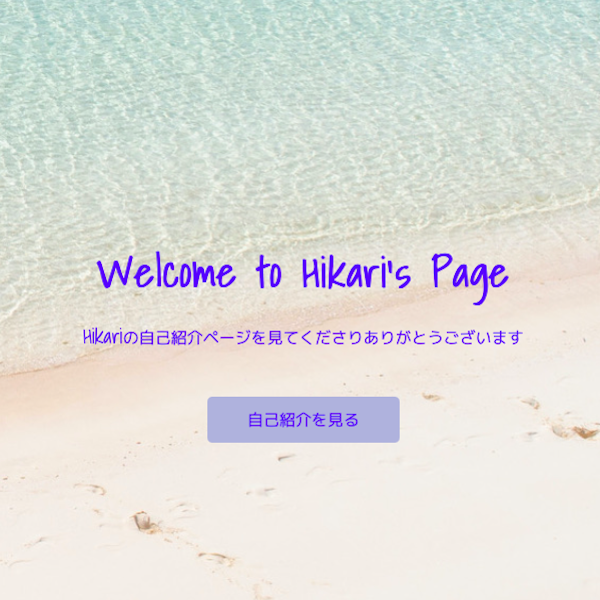 Welcome to Hikari's Page
Hikariの自己紹介ページを見てくださりありがとうございます
自己紹介を見る